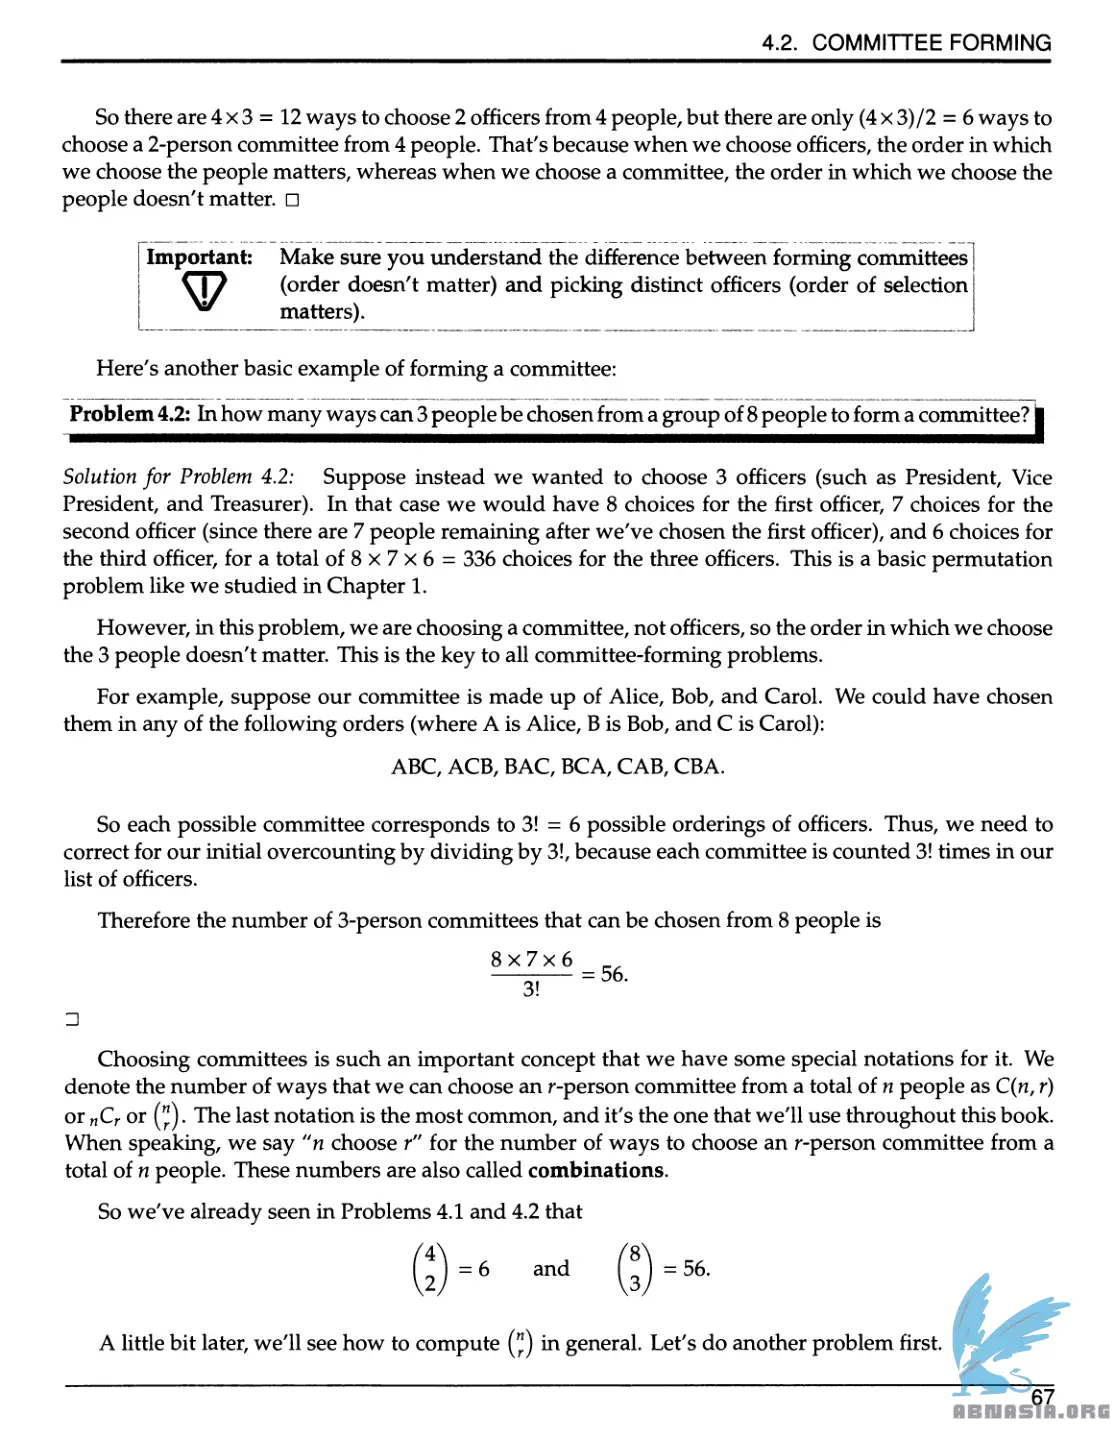 4.2. COMMITTEE FORMING
So there are 4 × 3 = 12 ways to choose 2 officers from 4 people, but there are only (4 × 3)/2 = 6 ways to
choose a 2-person committee from 4 people. That's because when we choose officers, the order in which
we choose the people matters, whereas when we choose a committee, the order in which we choose the
people doesn't matter. □
Important: Make sure you understand the difference between forming committees
(order doesn't matter) and picking distinct officers (order of selection
matters).
Here's another basic example of forming a committee:
Problem 4.2: In how many ways can 3 people be chosen from a group of 8 people to form a committee?
Solution for Problem 4.2: Suppose instead we wanted to choose 3 officers (such as President, Vice
President, and Treasurer). In that case we would have 8 choices for the first officer, 7 choices for the
second officer (since there are 7 people remaining after we've chosen the first officer), and 6 choices for
the third officer, for a total of 8 × 7 × 6 = 336 choices for the three officers. This is a basic permutation
problem like we studied in Chapter 1.
However, in this problem, we are choosing a committee, not officers, so the order in which we choose
the 3 people doesn't matter. This is the key to all committee-forming problems.
For example, suppose our committee is made up of Alice, Bob, and Carol. We could have chosen
them in any of the following orders (where A is Alice, B is Bob, and C is Carol):
ABC, ACB, BAC, BCA, CAB, CBA.
So each possible committee corresponds to 3! = 6 possible orderings of officers. Thus, we need to
correct for our initial overcounting by dividing by 3!, because each committee is counted 3! times in our
list of officers.
Therefore the number of 3-person committees that can be chosen from 8 people is
8 × 7 × 6
3!
= 56.
□
Choosing committees is such an important concept that we have some special notations for it. We
denote the number of ways that we can choose an r-person committee from a total of n people as C(n, r)
or ₙCᵣ or (n r). The last notation is the most common, and it's the one that we'll use throughout this book.
When speaking, we say "n choose r" for the number of ways to choose an r-person committee from a
total of n people. These numbers are also called combinations.
So we've already seen in Problems 4.1 and 4.2 that
(4 2) = 6 and (8 3) = 56.
A little bit later, we'll see how to compute (n r) in general. Let's do another problem first.
67
ABNASIA.ORG